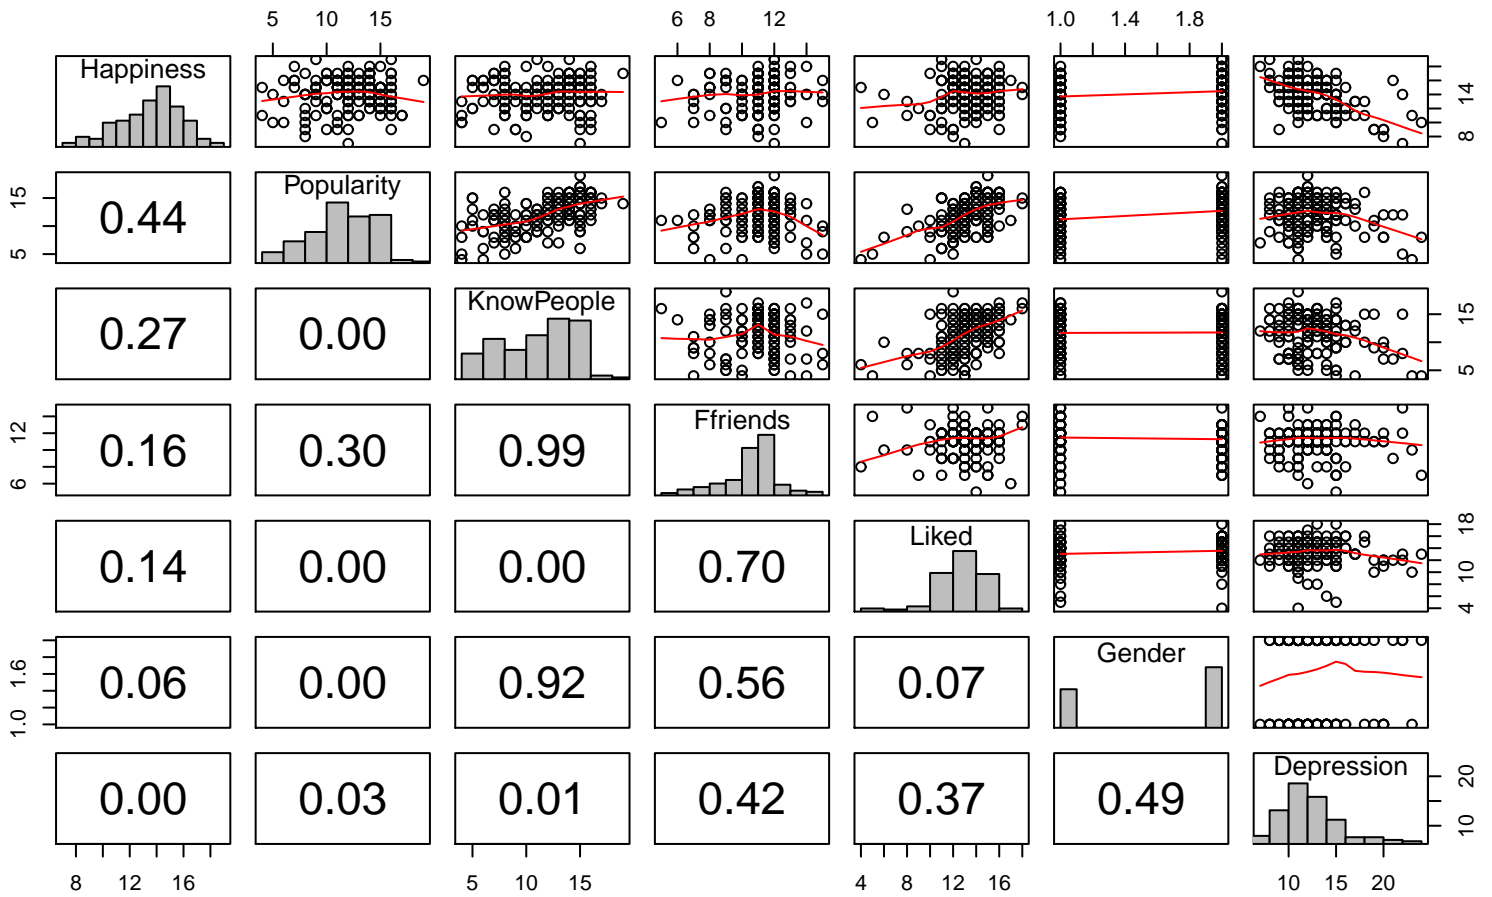 5 10 15 6 8 12 1.0 1.4 1.8
Happiness 8 14
5 15 0.44 Popularity
0.27 0.00 KnowPeople 5 15
6 12 0.16 0.30 0.99 Ffriends
0.14 0.00 0.00 0.70 Liked 4 10 18
1.0 1.6 0.06 0.00 0.92 0.56 0.07 Gender
0.00 0.03 0.01 0.42 0.37 0.49 Depression 10 20
8 12 16 5 15 4 8 12 16 10 15 20